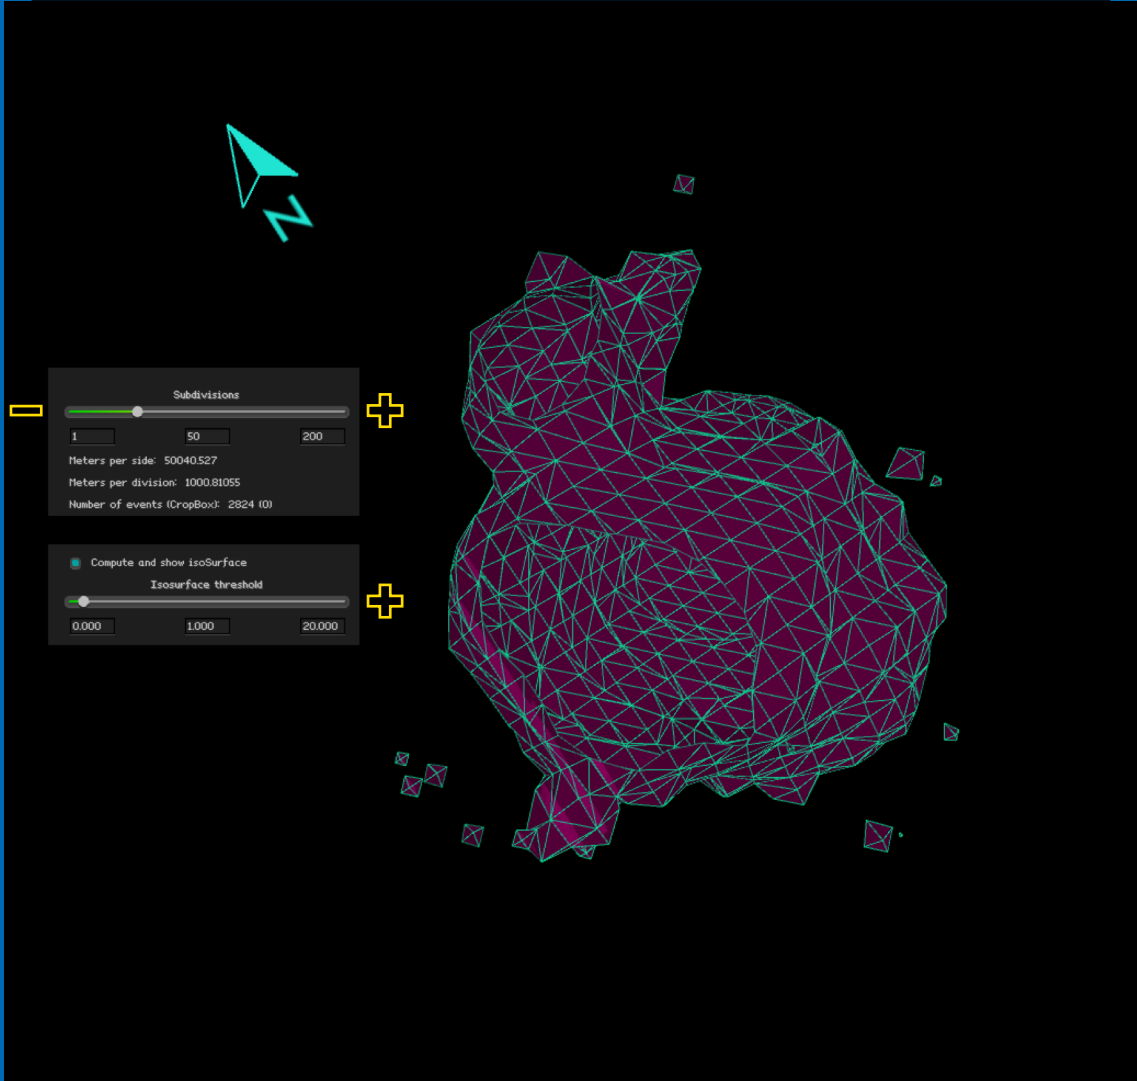 N
Subdivisions
1 50 200
Meters per side: 50040.527
Meters per division: 1000.81055
Number of events (CropBox): 2824 (0)
Compute and show isoSurface
Isosurface threshold
0.000 1.000 20.000